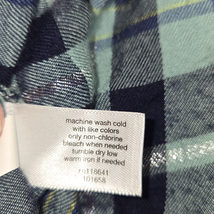 machine wash cold
with like colors
only non-chlorine
bleach when needed
tumble dry low
warm iron if needed
101658